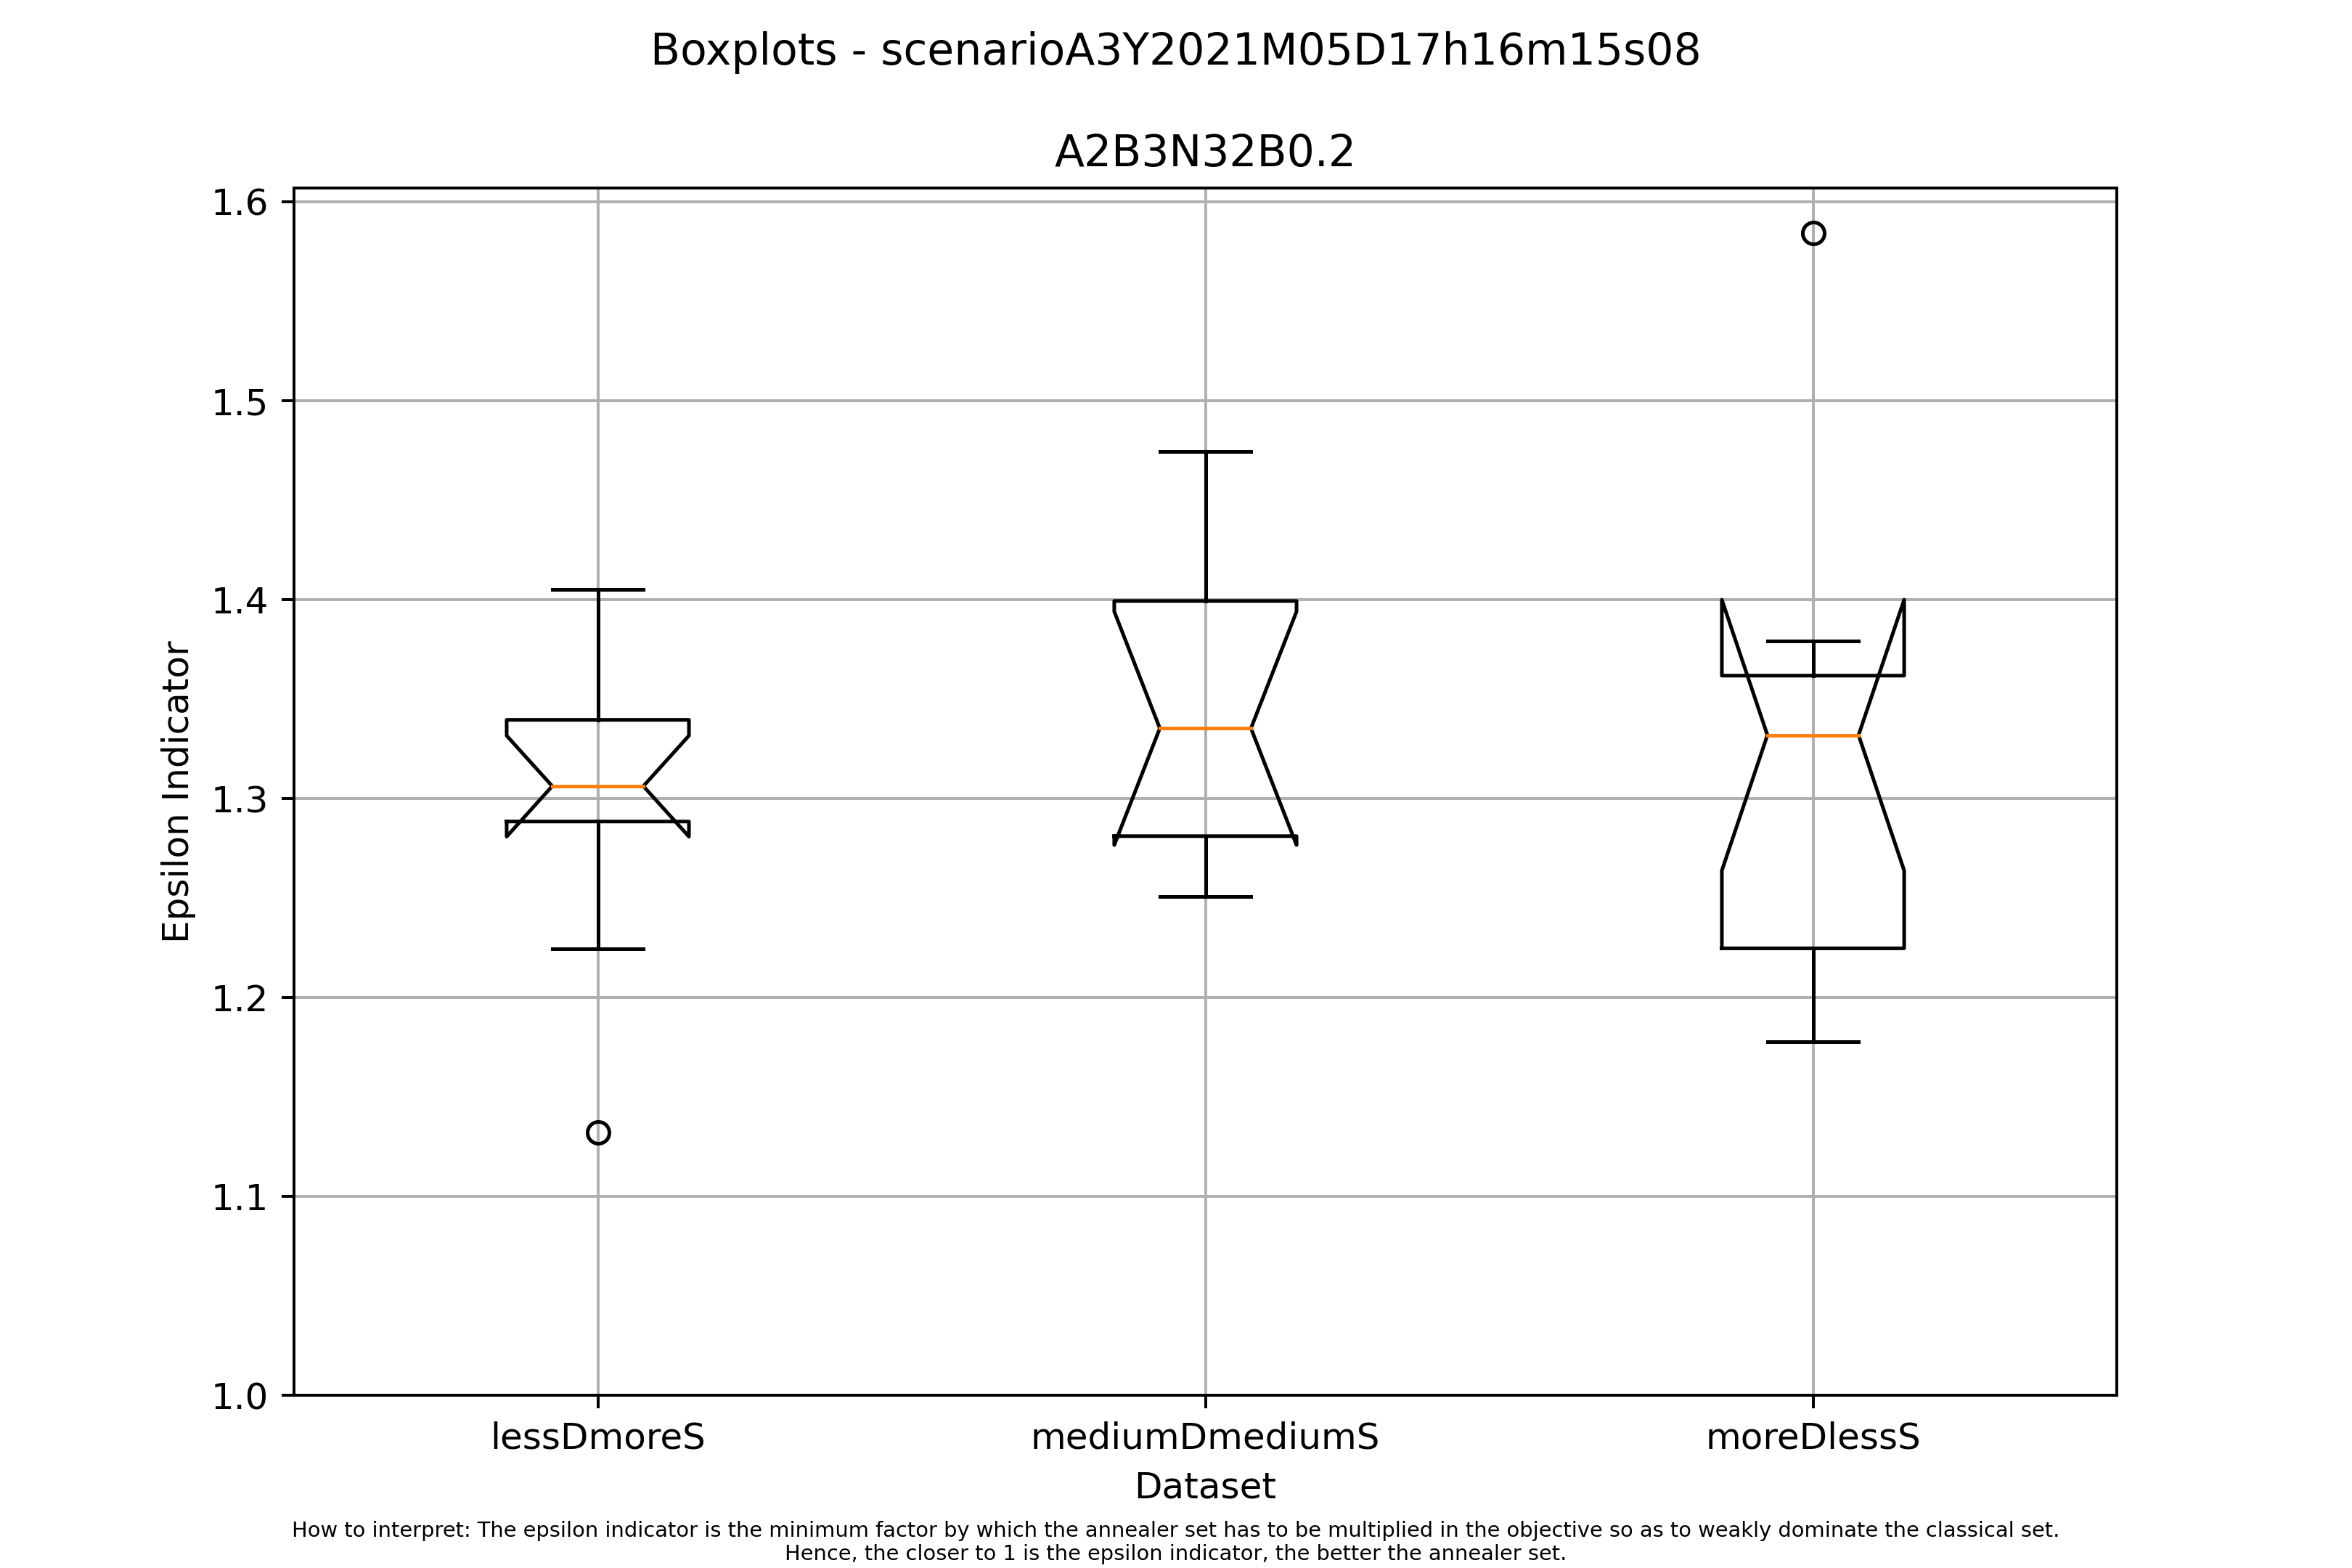 Boxplots - scenarioA3Y2021M05D17h16m15s08
A2B3N32B0.2
1.6
1.5
1.4
1.3
1.2
1.1
1.0
Epsilon Indicator
lessDmoreS mediumDmediumS moreDlessS
Dataset
How to interpret: The epsilon indicator is the minimum factor by which the annealer set has to be multiplied in the objective so as to weakly dominate the classical set.
Hence, the closer to 1 is the epsilon indicator, the better the annealer set.